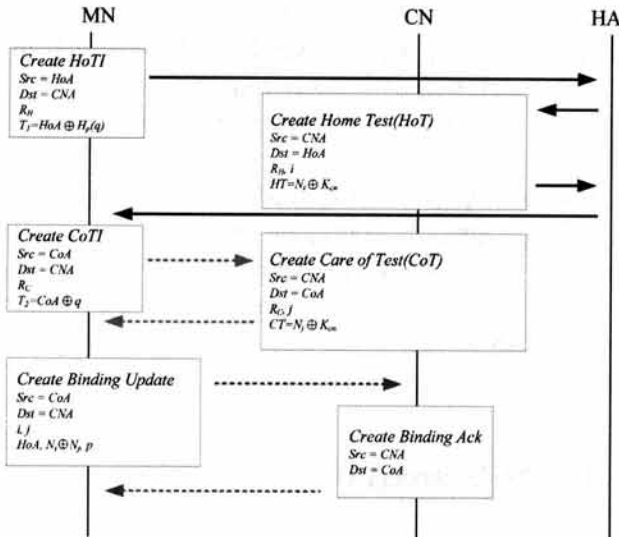 MN CN HA
Create HoTI
Src = HoA
Dst = CNA
R_H
T_1=HoA ⊕ H_p(q)
Create Home Test(HoT)
Src = CNA
Dst = HoA
R_H, i
HT=N_i ⊕ K_cn
Create CoTI
Src = CoA
Dst = CNA
R_C
T_2=CoA ⊕ q
Create Care of Test(CoT)
Src = CNA
Dst = CoA
R_C, j
CT=N_j ⊕ K_cn
Create Binding Update
Src = CoA
Dst = CNA
i, j
HoA, N_i⊕N_j, p
Create Binding Ack
Src = CNA
Dst = CoA